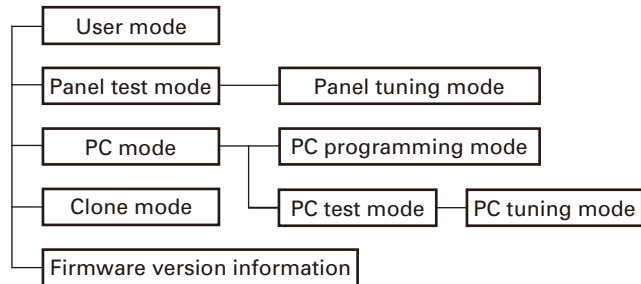 User mode
Panel test mode
Panel tuning mode
PC mode
PC programming mode
Clone mode
PC test mode
PC tuning mode
Firmware version information